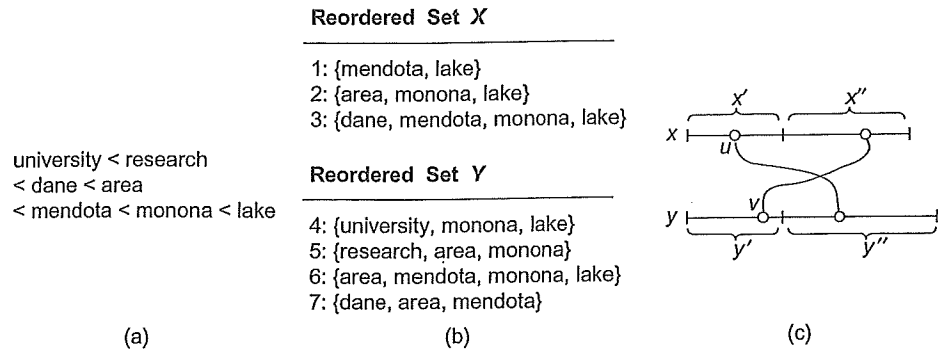 university < research
< dane < area
< mendota < monona < lake
(a)
Reordered Set X
1: {mendota, lake}
2: {area, monona, lake}
3: {dane, mendota, monona, lake}
Reordered Set Y
4: {university, monona, lake}
5: {research, area, monona}
6: {area, mendota, monona, lake}
7: {dane, area, mendota}
(b)
x' x"
x
u
v
y
y' y"
(c)